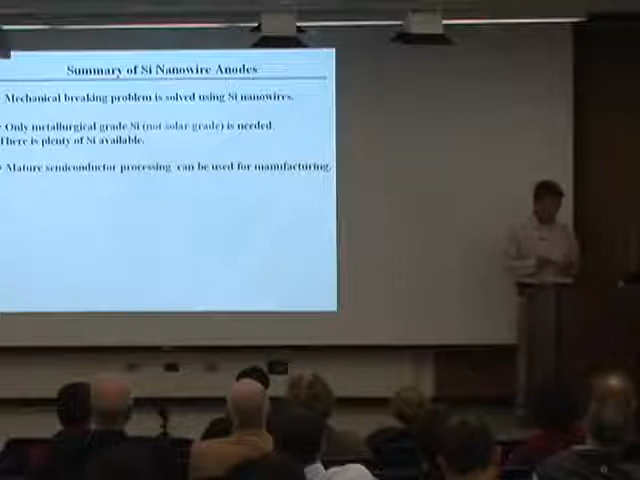 Summary of Si Nanowire Anodes
Mechanical breaking problem is solved using Si nanowires.
Only metallurgical grade Si (not solar grade) is needed.
There is plenty of Si available.
Mature semiconductor processing can be used for manufacturing.